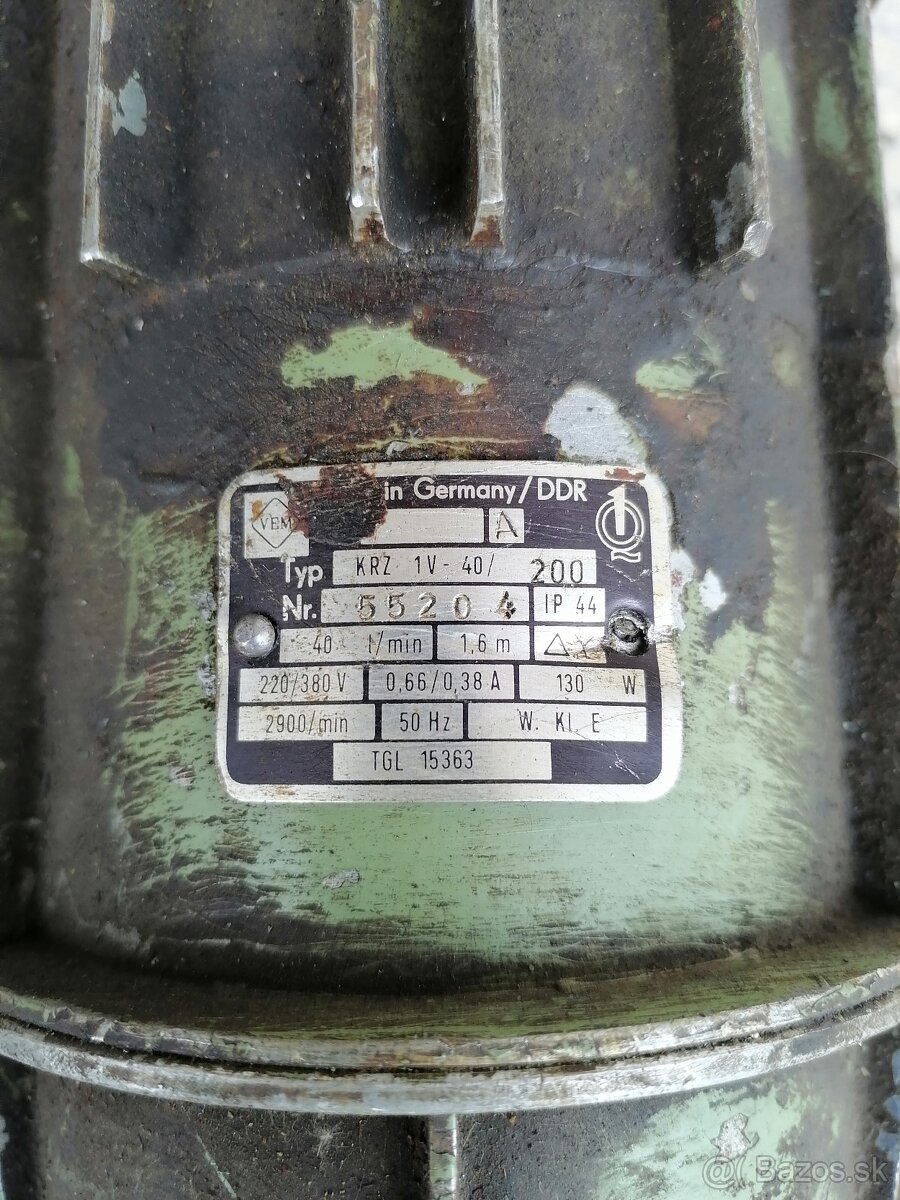 in Germany/DDR
VEM A 1Q
Typ KRZ 1V-40/ 200
Nr. 55204 IP 44
40 l/min 1,6 m △ Y
220/380 V 0,66/0,38 A 130 W
2900/min 50 Hz W. Kl. E
TGL 15363
Bazos.sk